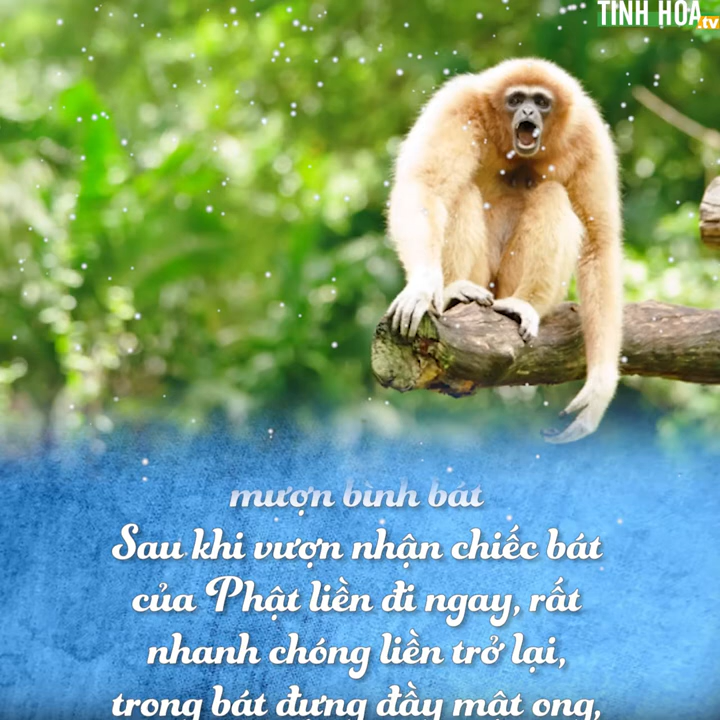 TINH HOA
.tv
mượn bình bát
Sau khi vượn nhận chiếc bát
của Phật liền đi ngay, rất
nhanh chóng liền trở lại,
trong bát đựng đầy mật ong,